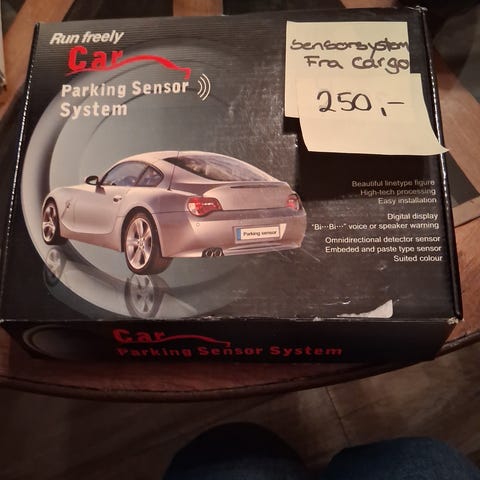 Run freely
Car
Parking Sensor
System
Sensorsystem
Fra Cargo
250,-
Beautiful linetype figure
High-tech processing
Easy installation
Digital display
"Bi···Bi···" voice or speaker warning
Omnidirectional detector sensor
Embeded and paste type sensor
Suited colour
Parking sensor
Car
Parking Sensor System